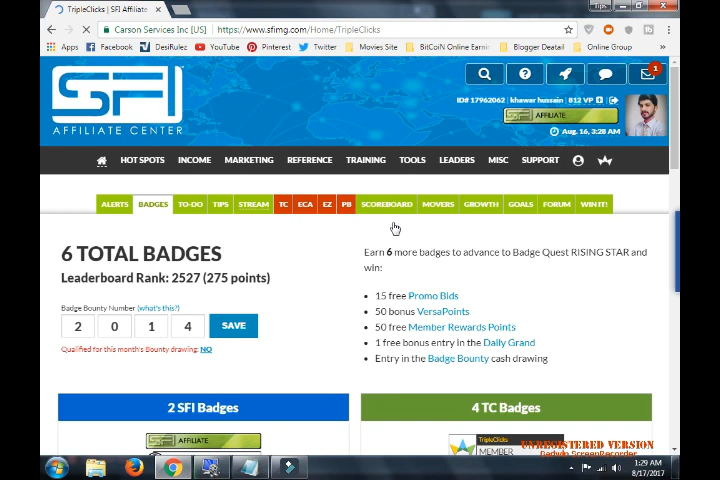 TripleClicks | SFI Affiliate
Tips
Carson Services Inc [US]
https://www.sfimg.com/Home/TripleClicks
Apps
Facebook
DesiRulez
YouTube
Pinterest
Twitter
Movies Site
BitCoiN Online Earnin
Blogger Deatail
Online Group
SFI
AFFILIATE CENTER
1
ID# 17962062 | khawar hussain | 812 VP
AFFILIATE
Aug. 16, 3:28 AM
HOT SPOTS
INCOME
MARKETING
REFERENCE
TRAINING
TOOLS
LEADERS
MISC
SUPPORT
ALERTS
BADGES
TO-DO
TIPS
STREAM
TC
ECA
EZ
PB
SCOREBOARD
MOVERS
GROWTH
GOALS
FORUM
WIN IT!
6 TOTAL BADGES
Leaderboard Rank: 2527 (275 points)
Badge Bounty Number (what's this?)
2 0 1 4 SAVE
Qualified for this month's Bounty drawing: NO
Earn 6 more badges to advance to Badge Quest RISING STAR and
win:
• 15 free Promo Bids
• 50 bonus VersaPoints
• 50 free Member Rewards Points
• 1 free bonus entry in the Daily Grand
• Entry in the Badge Bounty cash drawing
2 SFI Badges
AFFILIATE
4 TC Badges
TripleClicks
MEMBER
UNREGISTERED VERSION
1:29 AM
8/17/2017